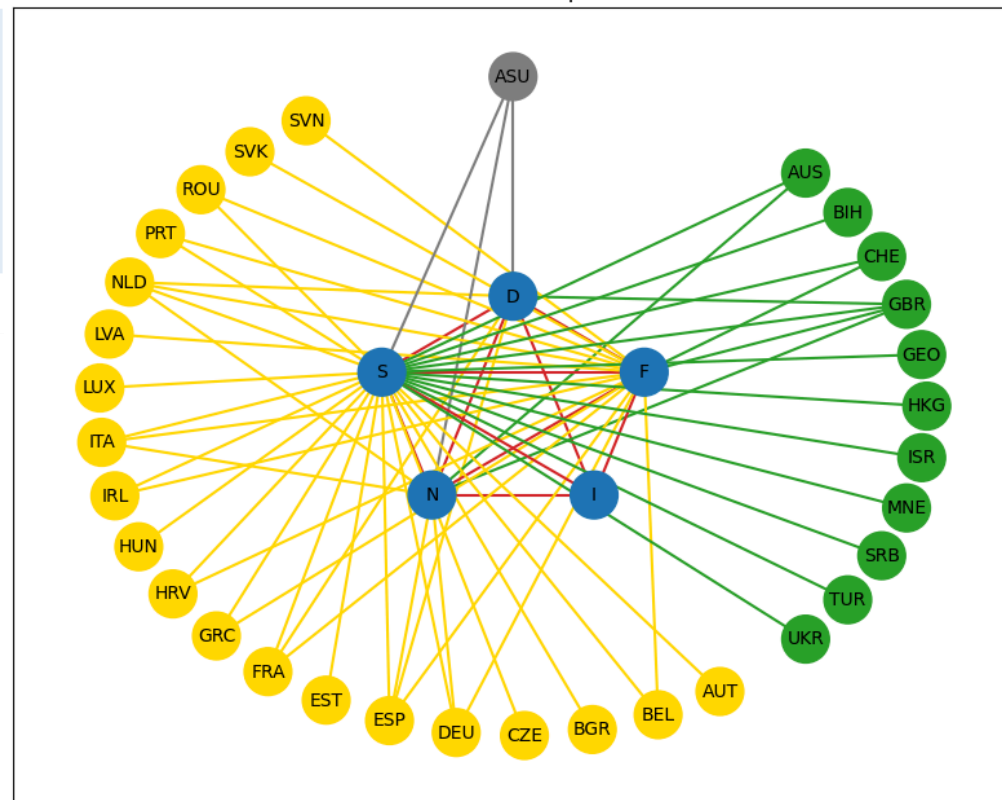 ASU
SVN
SVK
ROU
PRT
NLD
LVA
LUX
ITA
IRL
HUN
HRV
GRC
FRA
EST
ESP
DEU
CZE
BGR
BEL
AUT
AUS
BIH
CHE
GBR
GEO
HKG
ISR
MNE
SRB
TUR
UKR
D
S
F
N
I